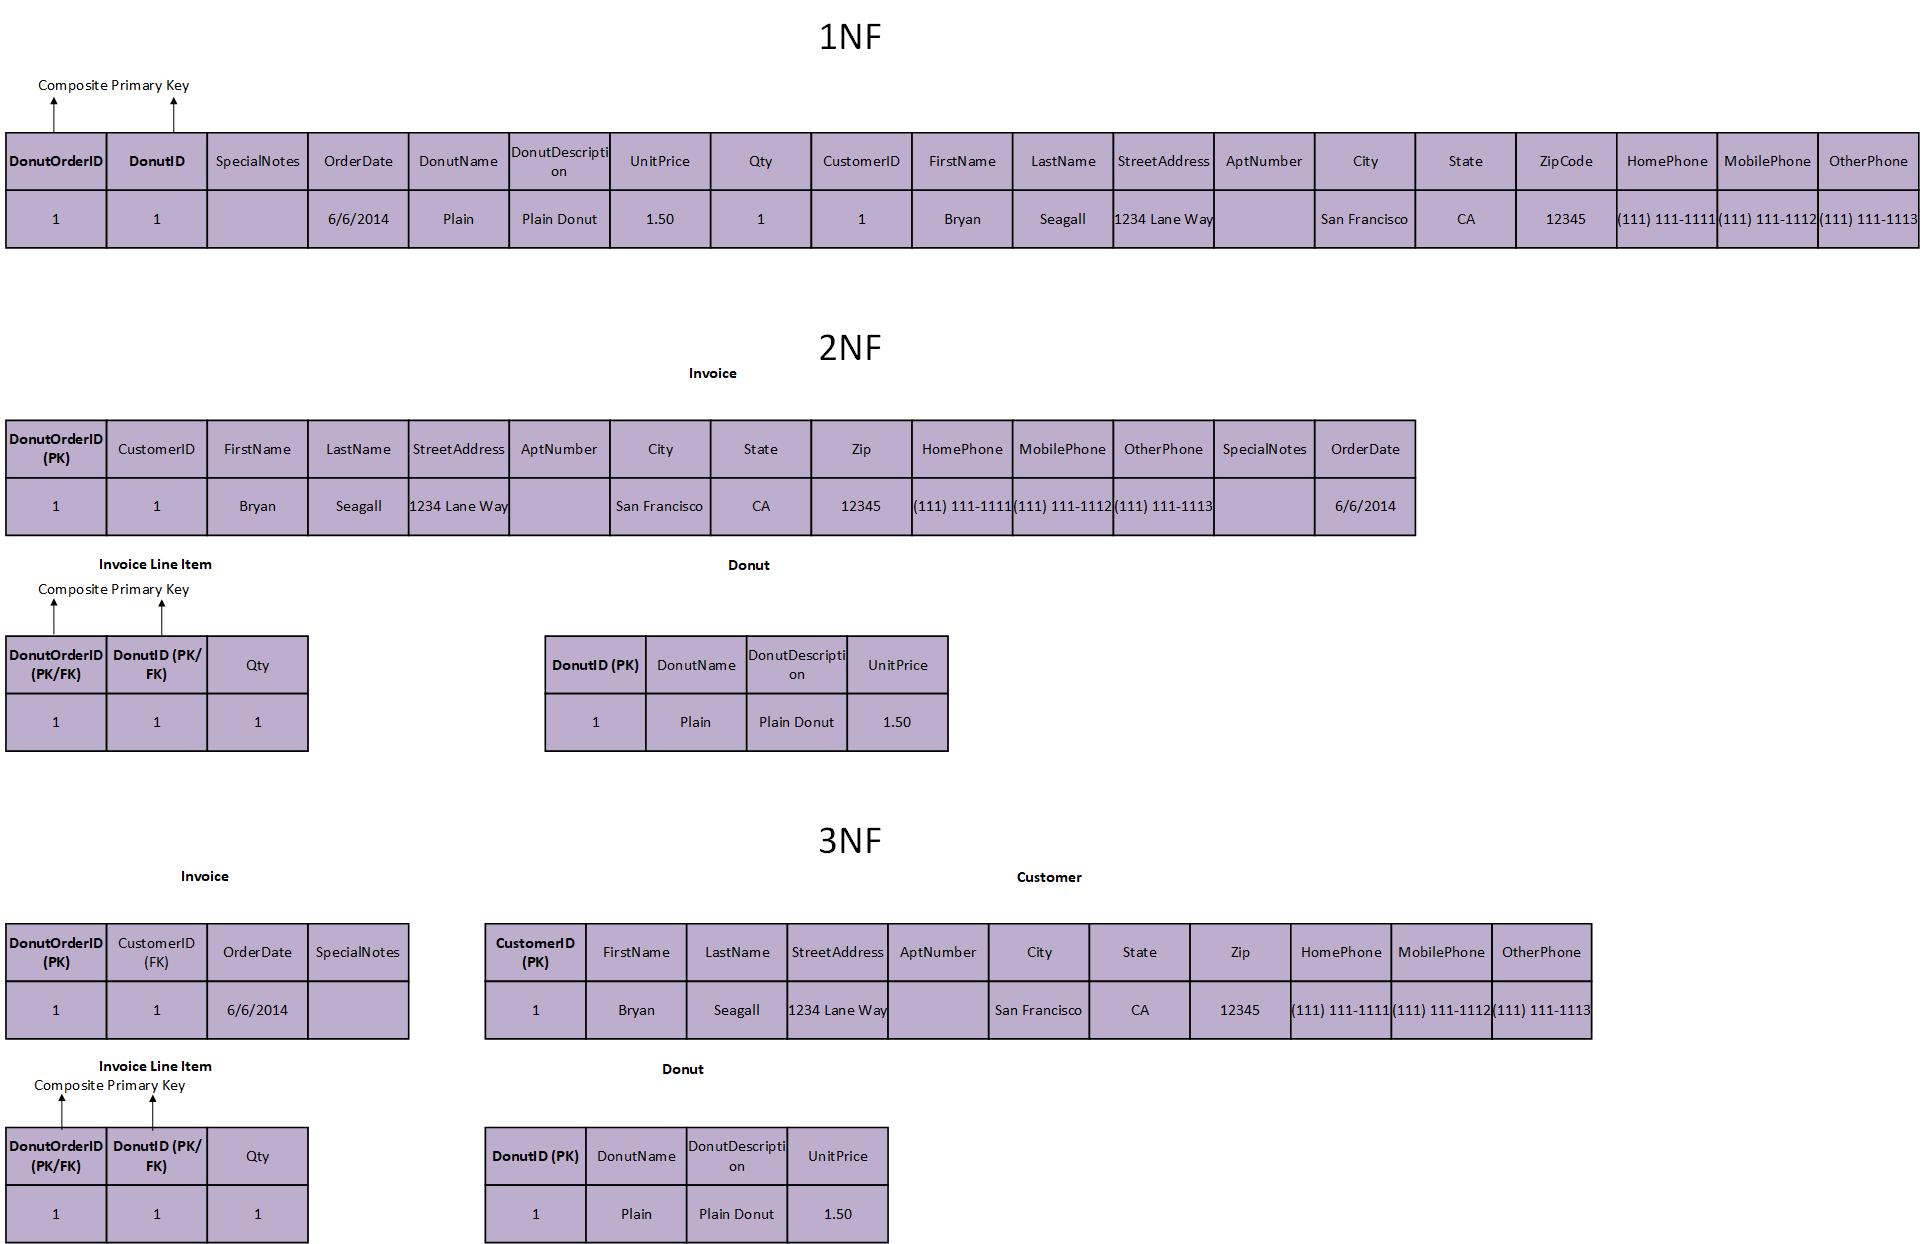 1NF
Composite Primary Key
DonutOrderID DonutID SpecialNotes OrderDate DonutName DonutDescripti on UnitPrice Qty CustomerID FirstName LastName StreetAddress AptNumber City State ZipCode HomePhone MobilePhone OtherPhone
1 1 6/6/2014 Plain Plain Donut 1.50 1 1 Bryan Seagall 1234 Lane Way San Francisco CA 12345 (111) 111-1111 (111) 111-1112 (111) 111-1113
2NF
Invoice
DonutOrderID (PK) CustomerID FirstName LastName StreetAddress AptNumber City State Zip HomePhone MobilePhone OtherPhone SpecialNotes OrderDate
1 1 Bryan Seagall 1234 Lane Way San Francisco CA 12345 (111) 111-1111 (111) 111-1112 (111) 111-1113 6/6/2014
Invoice Line Item Donut
Composite Primary Key
DonutOrderID (PK/FK) DonutID (PK/ FK) Qty DonutID (PK) DonutName DonutDescripti on UnitPrice
1 1 1 1 Plain Plain Donut 1.50
3NF
Invoice Customer
DonutOrderID (PK) CustomerID (FK) OrderDate SpecialNotes CustomerID (PK) FirstName LastName StreetAddress AptNumber City State Zip HomePhone MobilePhone OtherPhone
1 1 6/6/2014 1 Bryan Seagall 1234 Lane Way San Francisco CA 12345 (111) 111-1111 (111) 111-1112 (111) 111-1113
Invoice Line Item Donut
Composite Primary Key
DonutOrderID (PK/FK) DonutID (PK/ FK) Qty DonutID (PK) DonutName DonutDescripti on UnitPrice
1 1 1 1 Plain Plain Donut 1.50